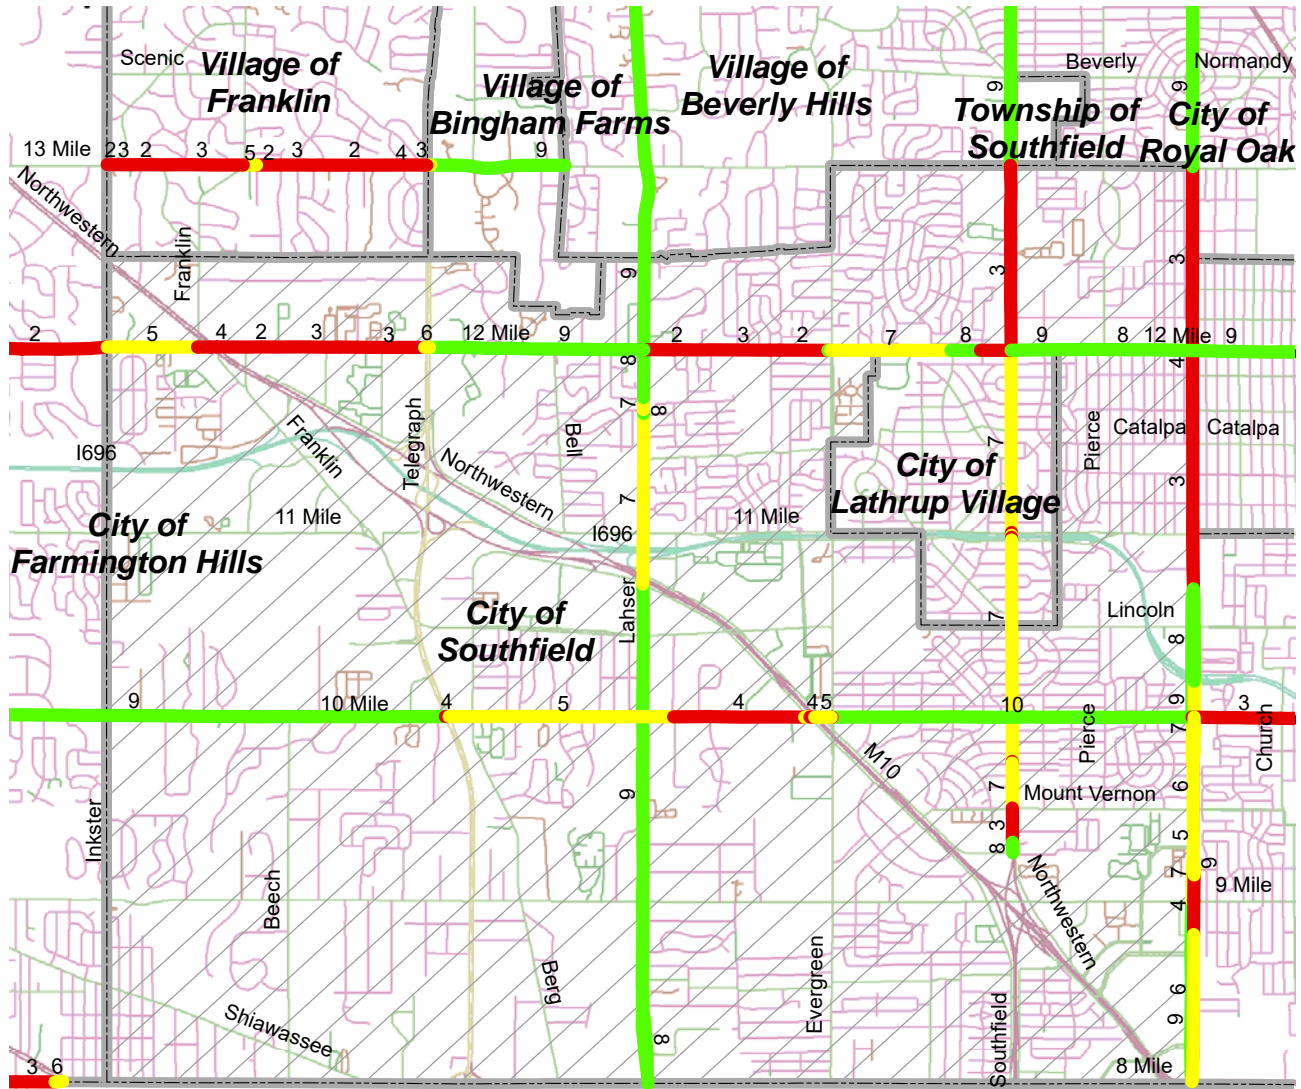 Scenic
Village of
Franklin
Village of
Bingham Farms
Village of
Beverly Hills
Beverly
Normandy
9
9
Township of
Southfield
City of
Royal Oak
13 Mile
2 3 2 3 5 2 3 2 4 3 9
Northwestern
Franklin
9
3
3
2 5 4 2 3 3 6 12 Mile 9 2 3 2 7 8 9 8 12 Mile 9
8
4
7
8
Franklin
Telegraph
Northwestern
Bell
7
Pierce
Catalpa
Catalpa
I696
City of
Lathrup Village
3
7
City of
Farmington Hills
11 Mile
I696
11 Mile
City of
Southfield
Lahser
7
Lincoln
8
9
10 Mile
4 5 4 4 5 10 3
9
7
Pierce
Church
M10
9
7
Mount Vernon
6
Inkster
3
8
5
9
7
9 Mile
4
Beech
Northwestern
Berg
Evergreen
Southfield
6
9
Shiawassee
8
3 6
8 Mile